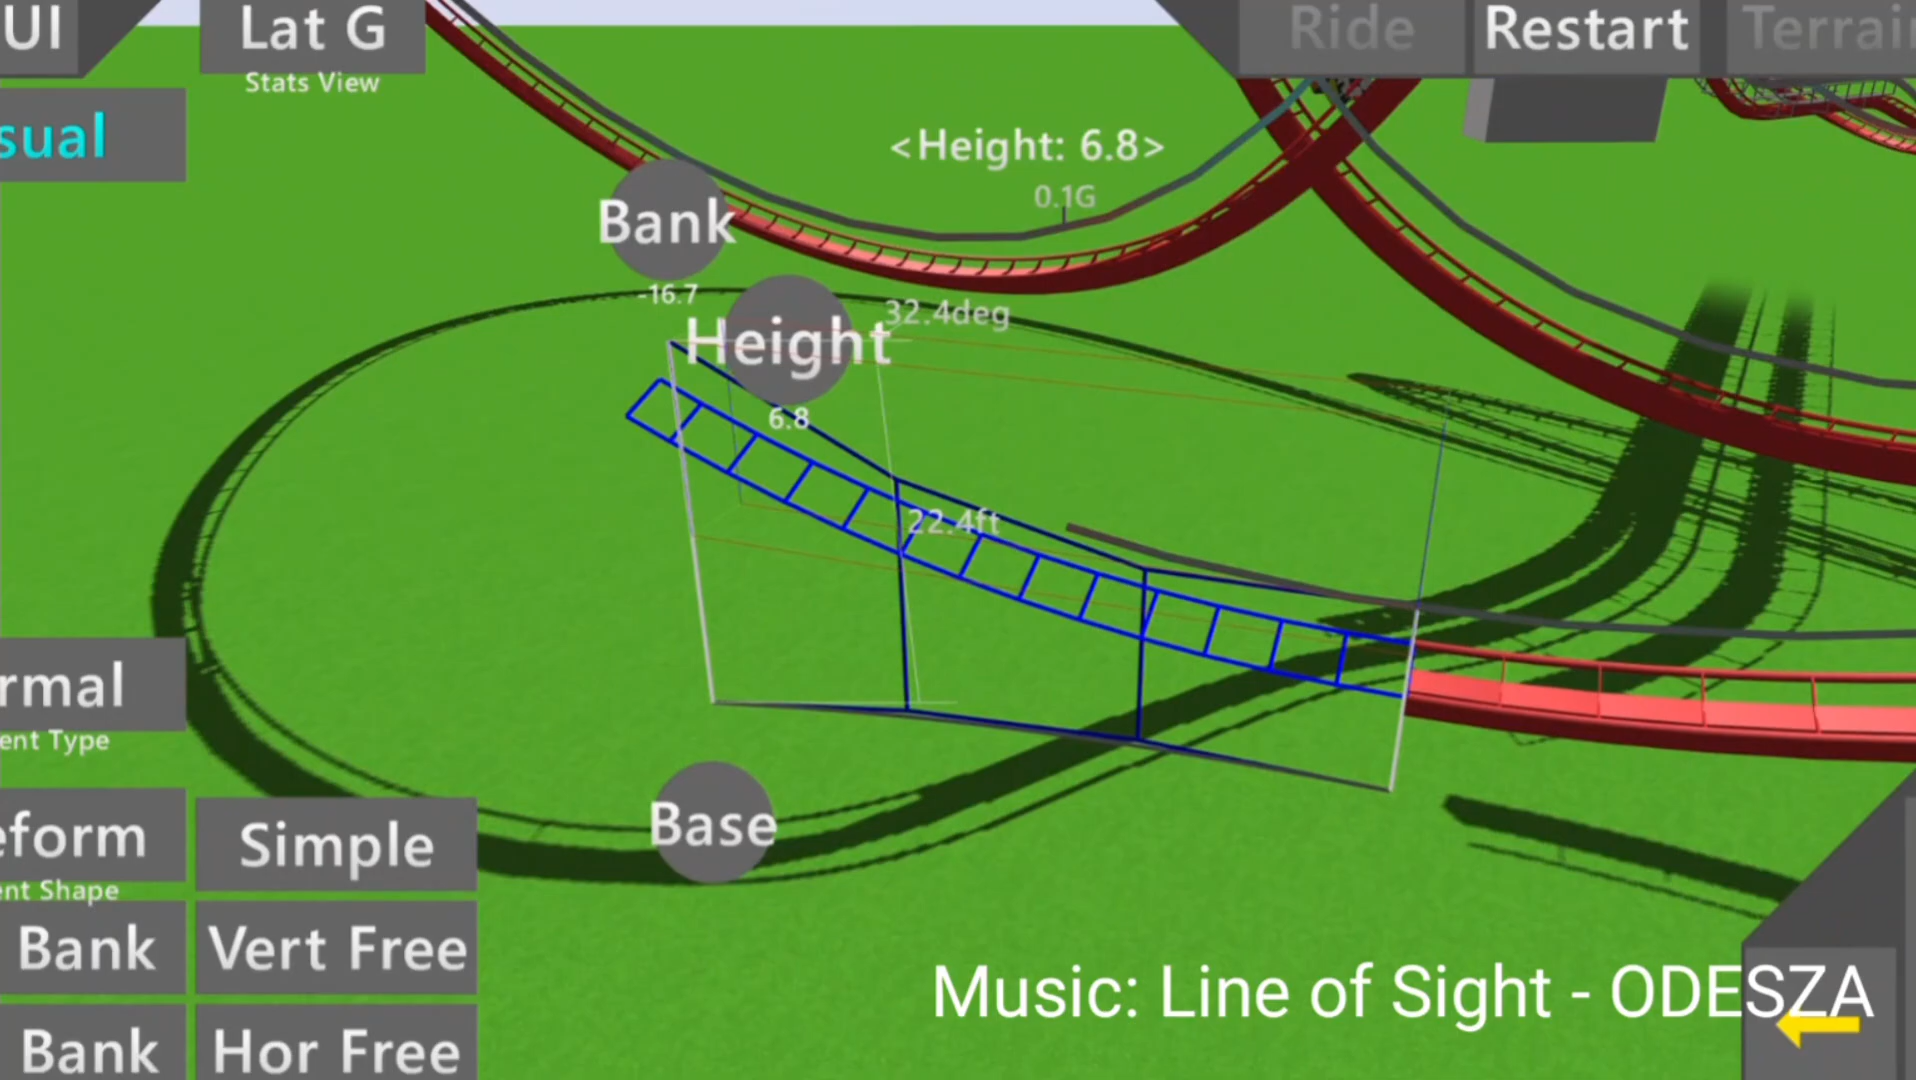 UI
Lat G
Stats View
Ride
Restart
Terrai
sual
<Height: 6.8>
0.1G
Bank
-16.7
32.4deg
Height
6.8
22.4ft
rmal
ent Type
Base
eform
Simple
ent Shape
Bank
Vert Free
Music: Line of Sight - ODESZA
Bank
Hor Free